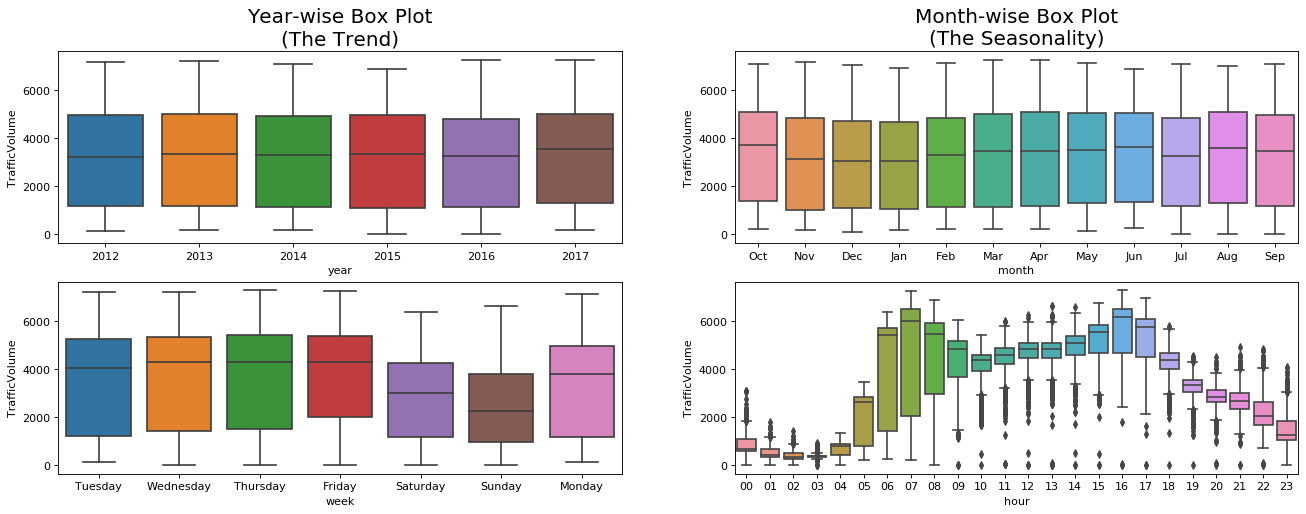 Year-wise Box Plot
(The Trend)
TrafficVolume
6000
4000
2000
0
2012 2013 2014 2015 2016 2017
year
Month-wise Box Plot
(The Seasonality)
TrafficVolume
6000
4000
2000
0
Oct Nov Dec Jan Feb Mar Apr May Jun Jul Aug Sep
month
TrafficVolume
6000
4000
2000
0
Tuesday Wednesday Thursday Friday Saturday Sunday Monday
week
TrafficVolume
6000
4000
2000
0
00 01 02 03 04 05 06 07 08 09 10 11 12 13 14 15 16 17 18 19 20 21 22 23
hour